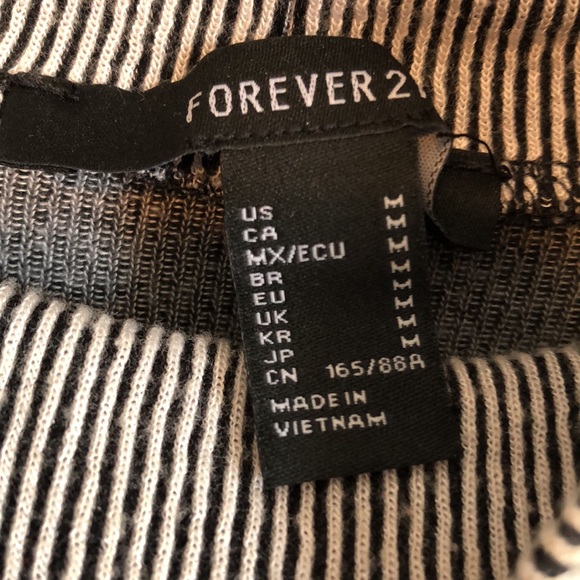 FOREVER 21
US M
CA M
MX/ECU M
BR M
EU M
UK M
KR M
JP M
CN 165/88A
MADE IN
VIETNAM